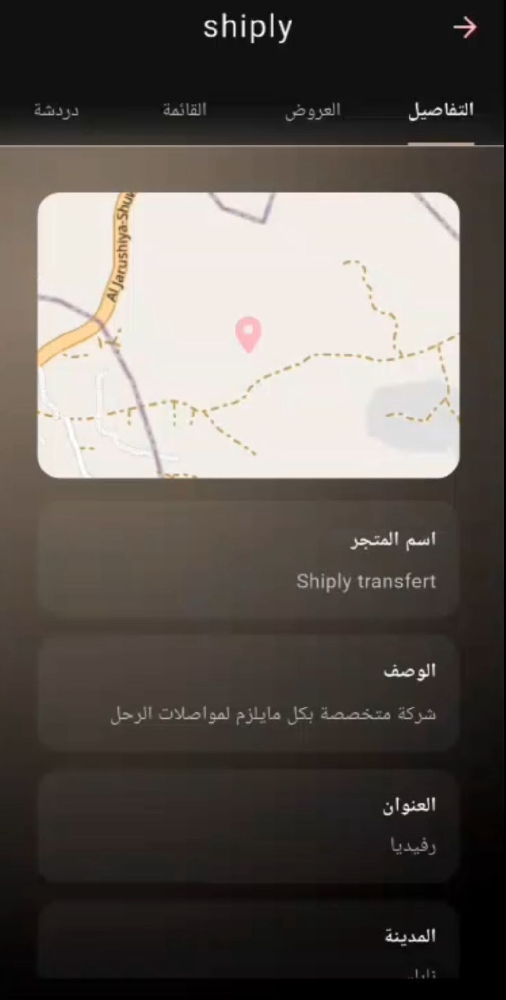 shiply
التفاصيل
العروض
القائمة
دردشة
Al Jarushiya-Shuw
اسم المتجر
Shiply transfert
الوصف
شركة متخصصة بكل مايلزم لمواصلات الرحل
العنوان
رفيديا
المدينة